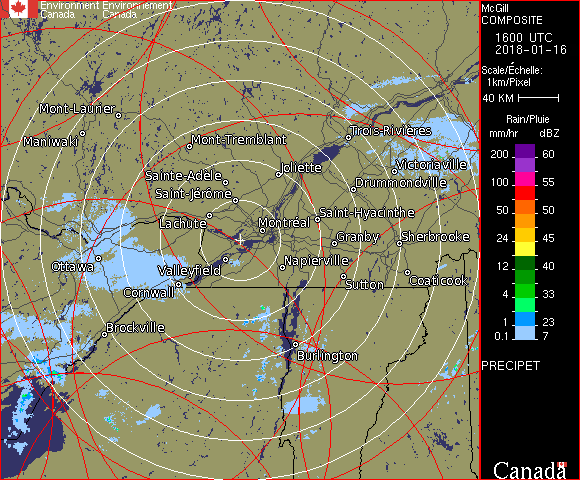 Environment Environnement
Canada Canada
McGill
COMPOSITE
1600 UTC
2018-01-16
Scale/Échelle:
1km/Pixel
40 KM
Rain/Pluie
mm/hr dBZ
200 60
100 55
50 50
24 45
12 40
4 33
1 23
0.1 7
PRECIPET
Canada
Mont-Laurier
Maniwaki
Mont-Tremblant
Trois-Rivières
Sainte-Adèle
Joliette
Victoriaville
Saint-Jérôme
Drummondville
Lachute
Montréal
Saint-Hyacinthe
Granby
Sherbrooke
Ottawa
Valleyfield
Napierville
Cornwall
Sutton
Coaticook
Brockville
Burlington